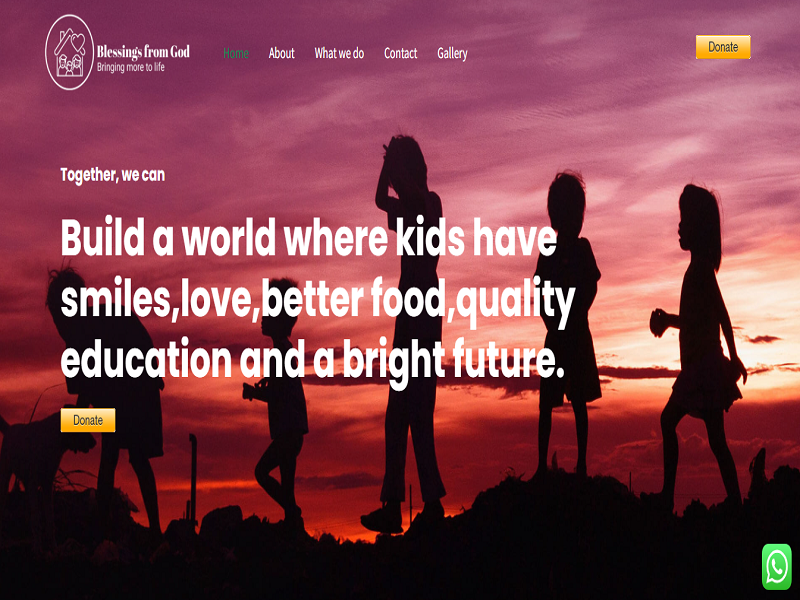 Blessings from God
Bringing more to life
Home
About
What we do
Contact
Gallery
Donate
Together, we can
Build a world where kids have
smiles,love,better food,quality
education and a bright future.
Donate